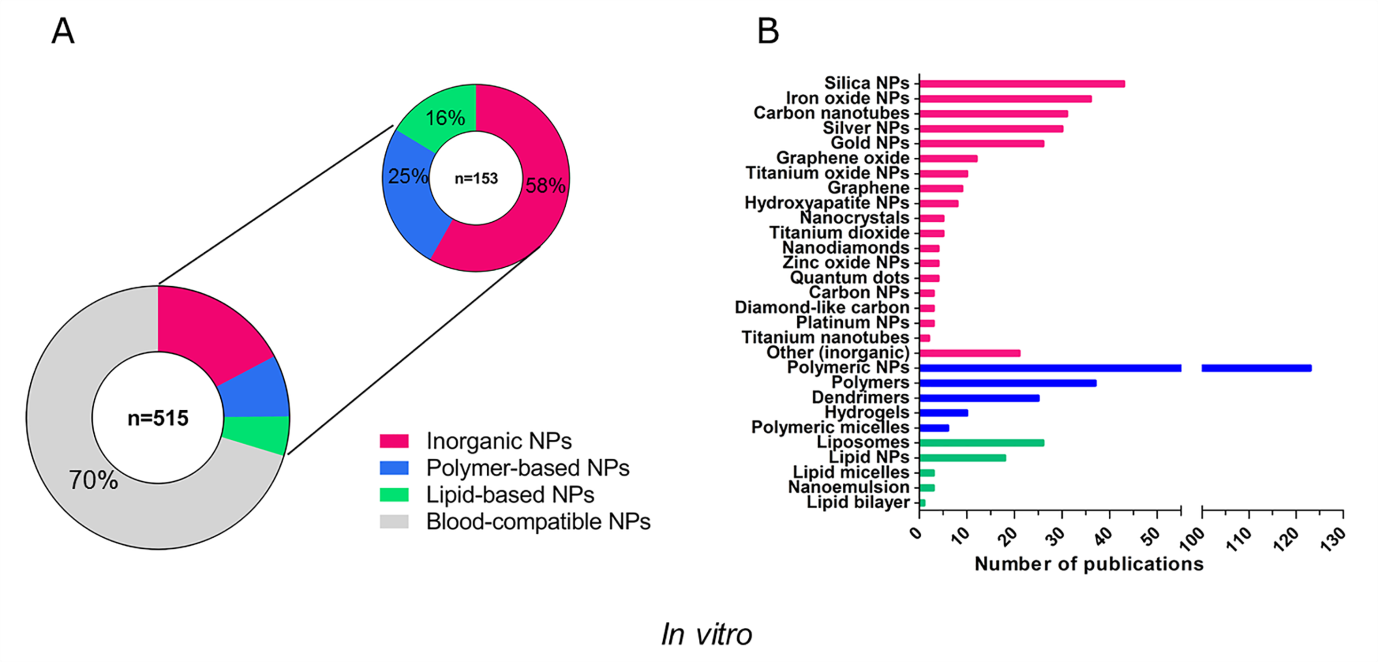 A
B
16%
25%
n=153
58%
n=515
70%
Inorganic NPs
Polymer-based NPs
Lipid-based NPs
Blood-compatible NPs
Silica NPs
Iron oxide NPs
Carbon nanotubes
Silver NPs
Gold NPs
Graphene oxide
Titanium oxide NPs
Graphene
Hydroxyapatite NPs
Nanocrystals
Titanium dioxide
Nanodiamonds
Zinc oxide NPs
Quantum dots
Carbon NPs
Diamond-like carbon
Platinum NPs
Titanium nanotubes
Other (inorganic)
Polymeric NPs
Polymers
Dendrimers
Hydrogels
Polymeric micelles
Liposomes
Lipid NPs
Lipid micelles
Nanoemulsion
Lipid bilayer
0 10 20 30 40 50 100 110 120 130
Number of publications
In vitro